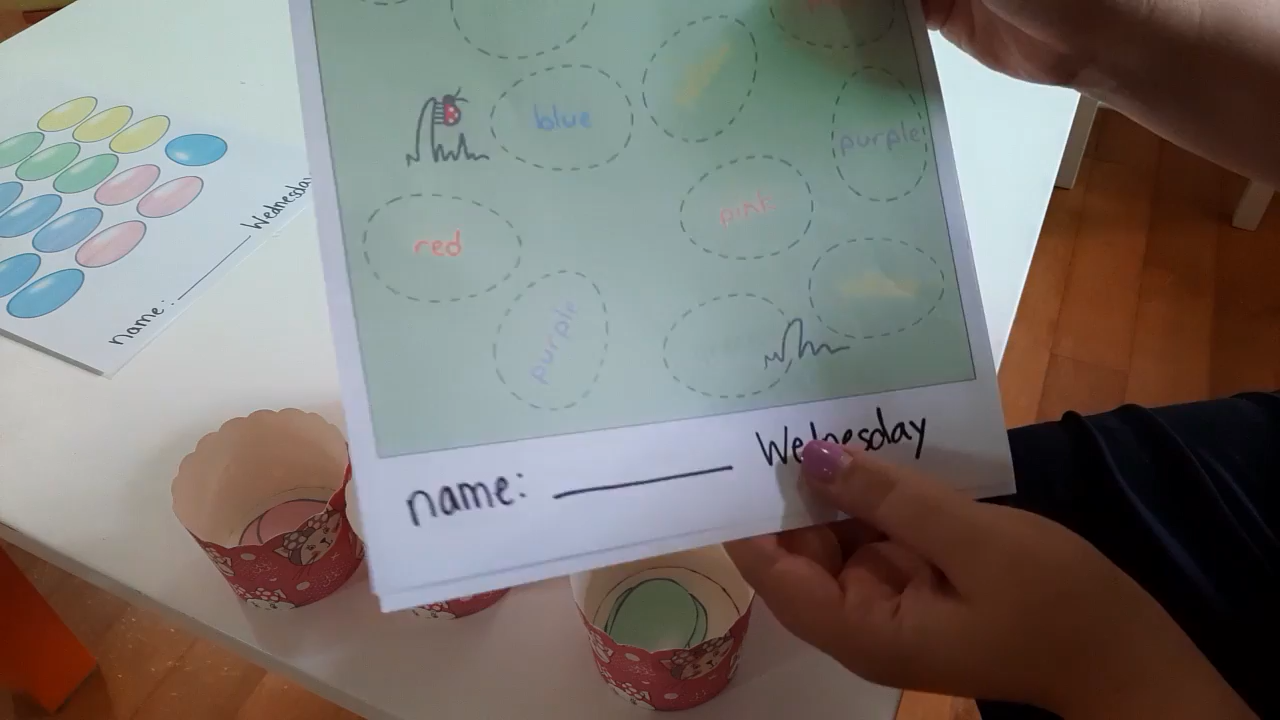 blue
purple
pink
red
purple
name: Wednesday
name: Wednesday